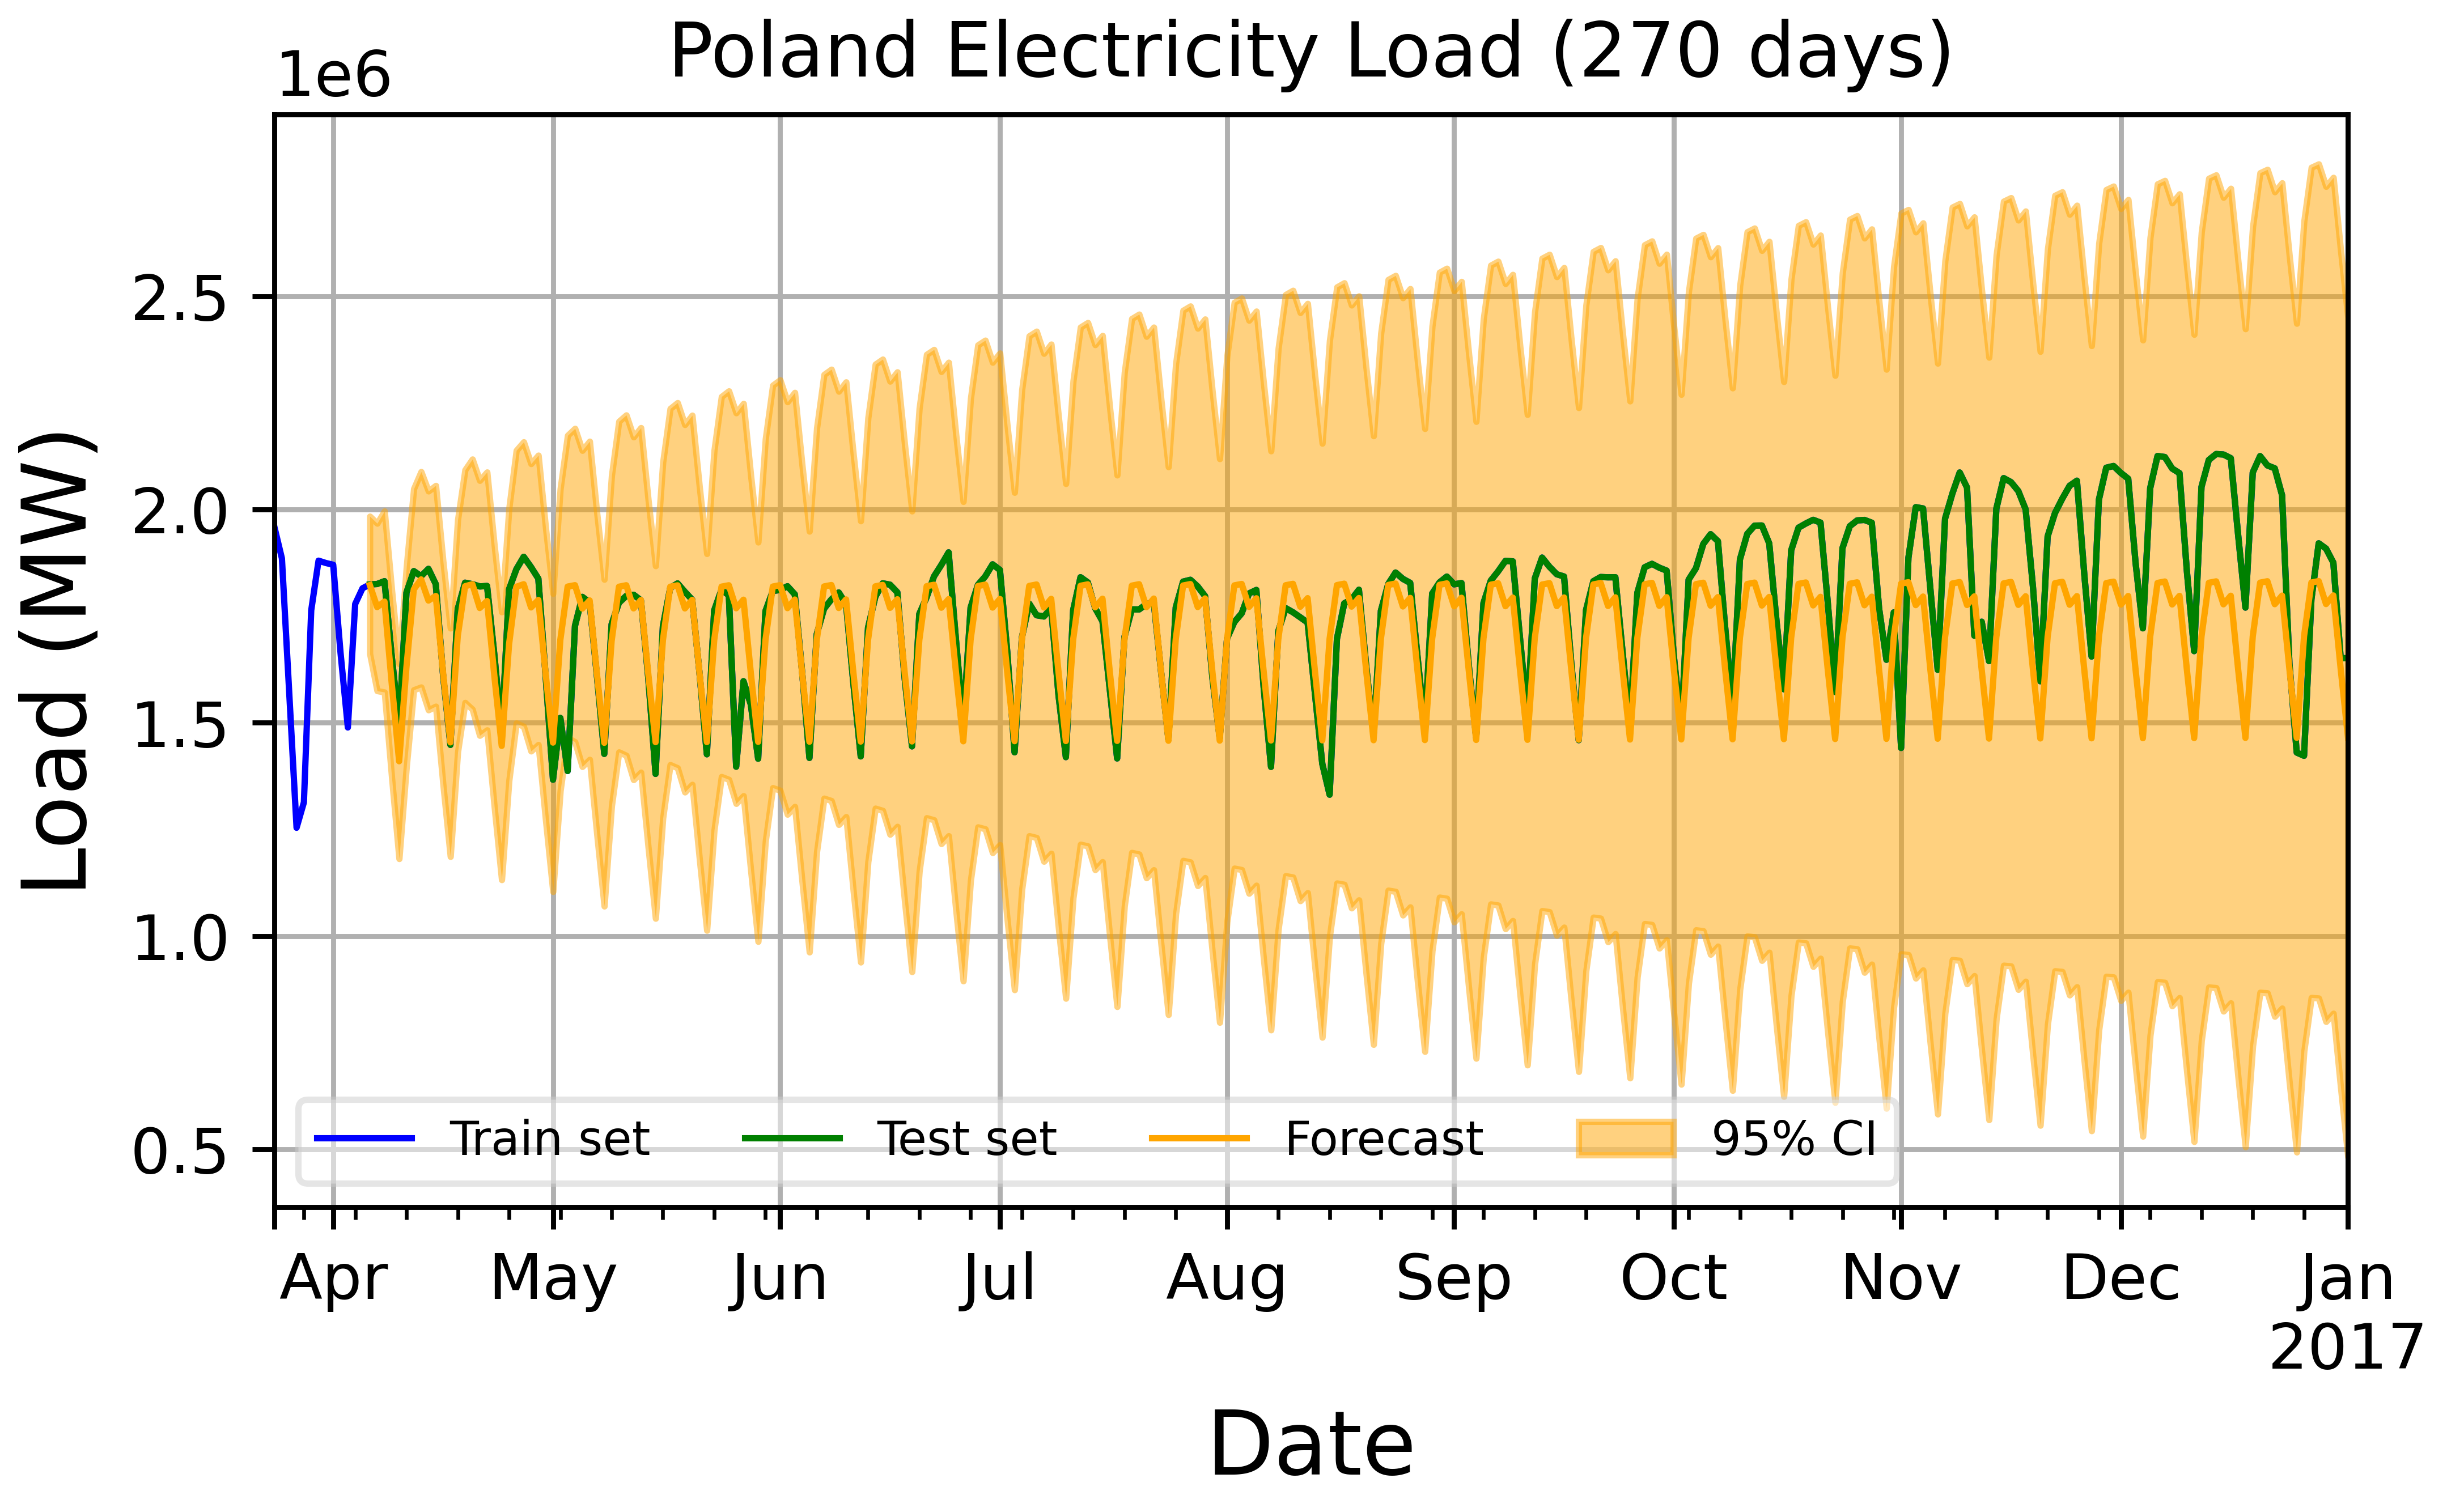 Poland Electricity Load (270 days)
1e6
2.5
2.0
1.5
1.0
0.5
Load (MW)
Train set Test set Forecast 95% CI
Apr May Jun Jul Aug Sep Oct Nov Dec Jan
2017
Date